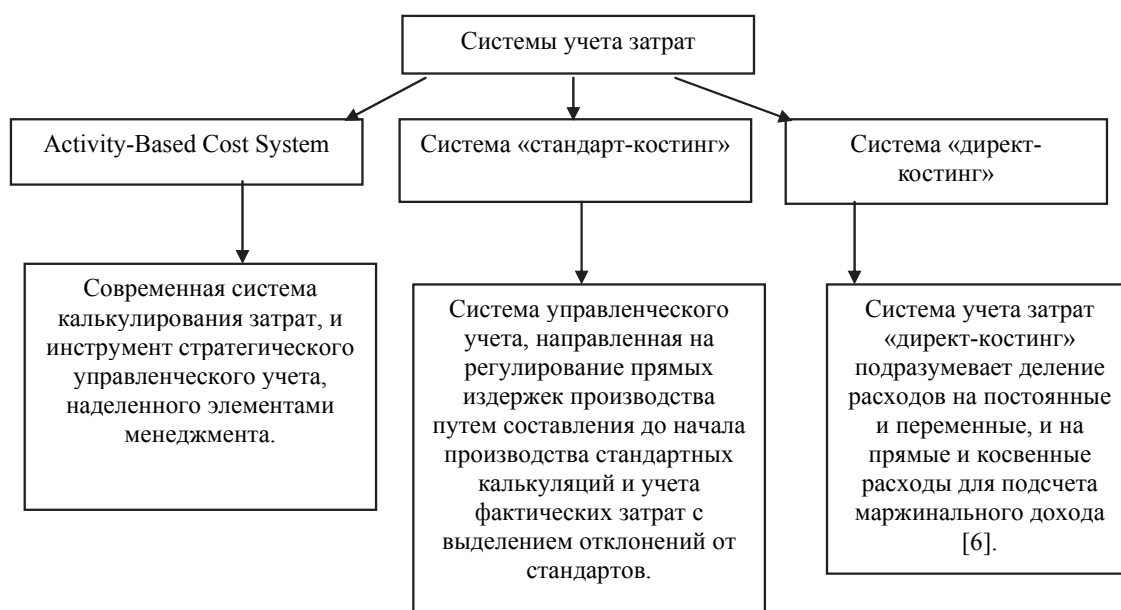 Системы учета затрат
Activity-Based Cost System
Система «стандарт-костинг»
Система «директ-
костинг»
Современная система
калькулирования затрат, и
инструмент стратегического
управленческого учета,
наделенного элементами
менеджмента.
Система управленческого
учета, направленная на
регулирование прямых
издержек производства
путем составления до начала
производства стандартных
калькуляций и учета
фактических затрат с
выделением отклонений от
стандартов.
Система учета затрат
«директ-костинг»
подразумевает деление
расходов на постоянные
и переменные, и на
прямые и косвенные
расходы для подсчета
маржинального дохода
[6].